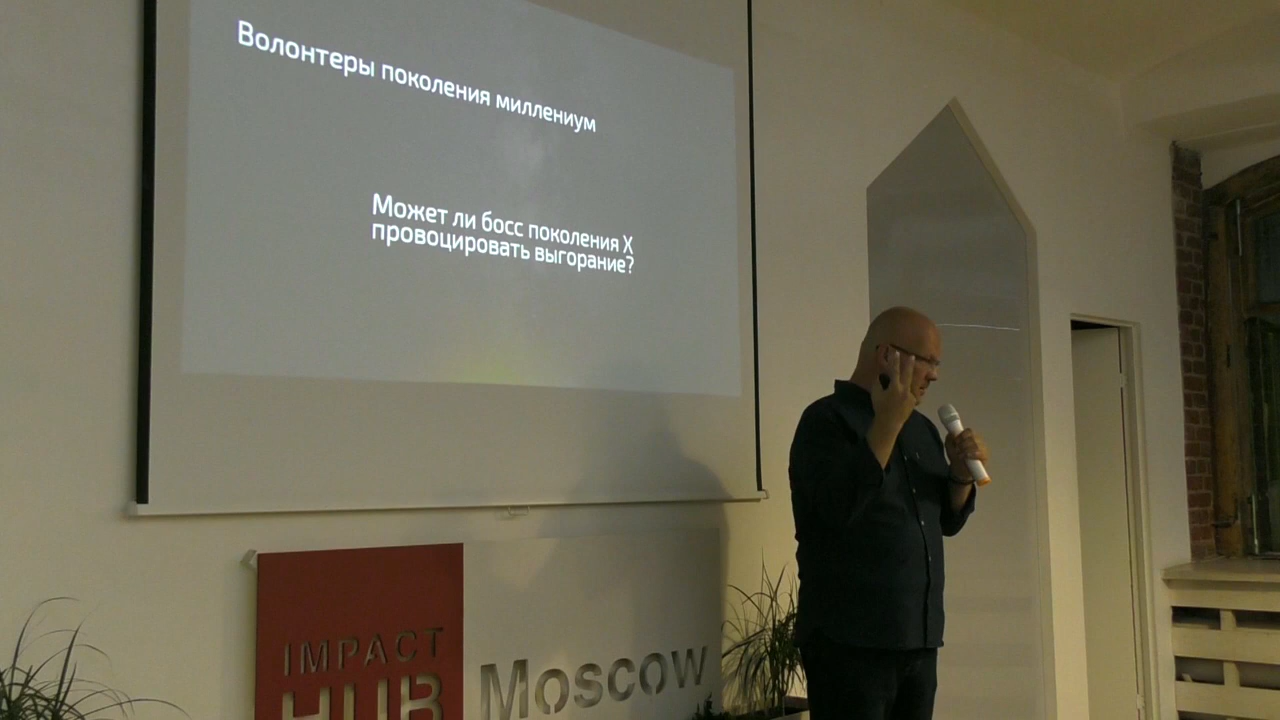 Волонтеры поколения миллениум
Может ли босс поколения X
провоцировать выгорание?
IMPACT
HUB
Moscow